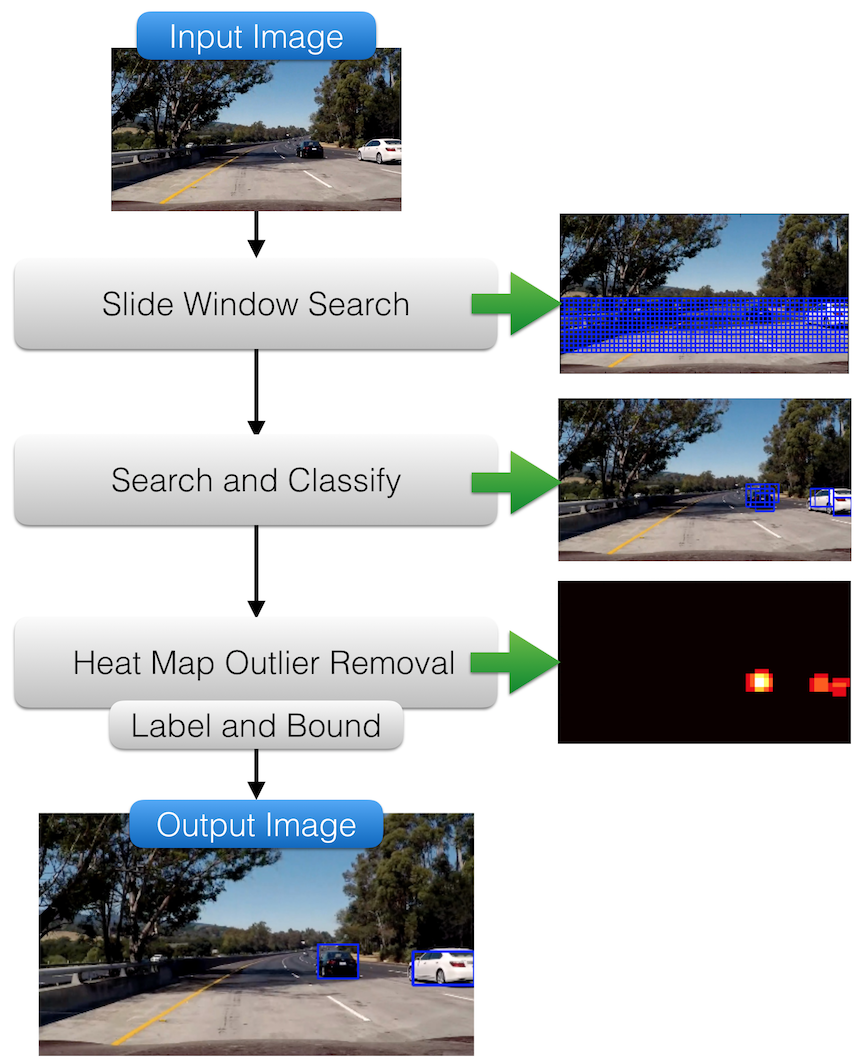 Input Image
Slide Window Search
Search and Classify
Heat Map Outlier Removal
Label and Bound
Output Image